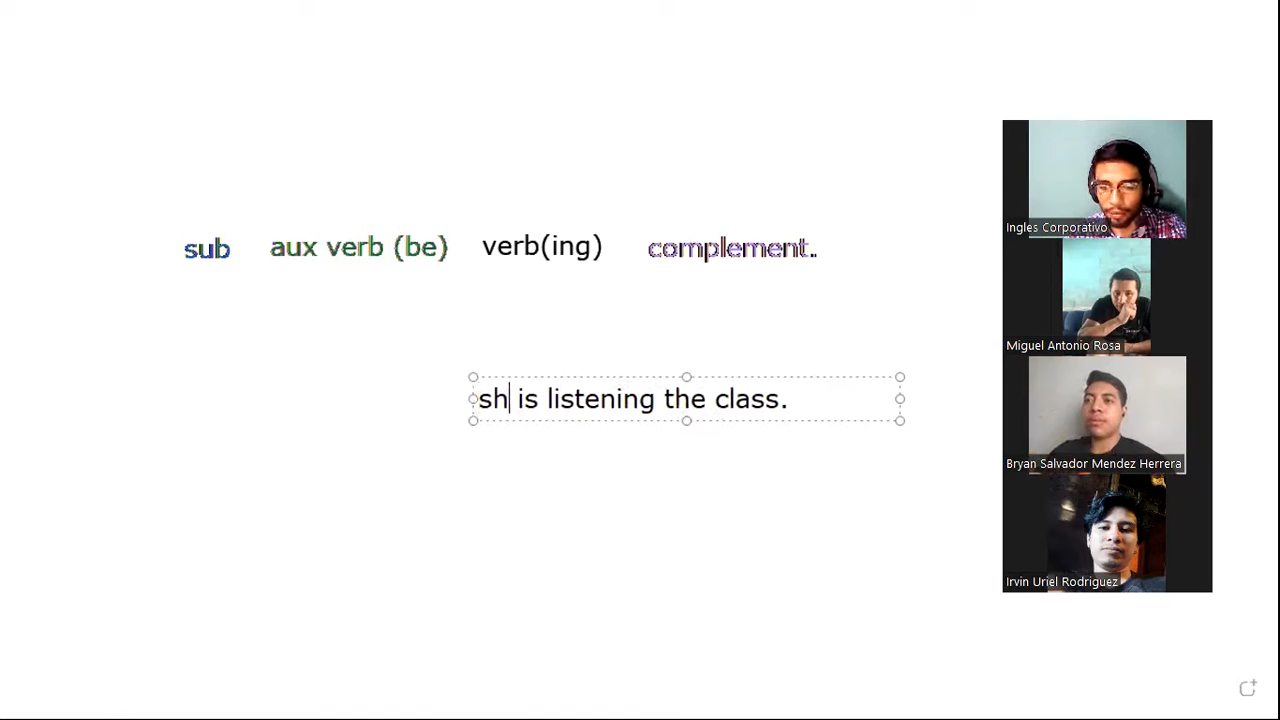 sub aux verb (be) verb(ing) complement.
sh is listening the class.
Ingles Corporativo
Miguel Antonio Rosa
Bryan Salvador Mendez Herrera
Irvin Uriel Rodriguez